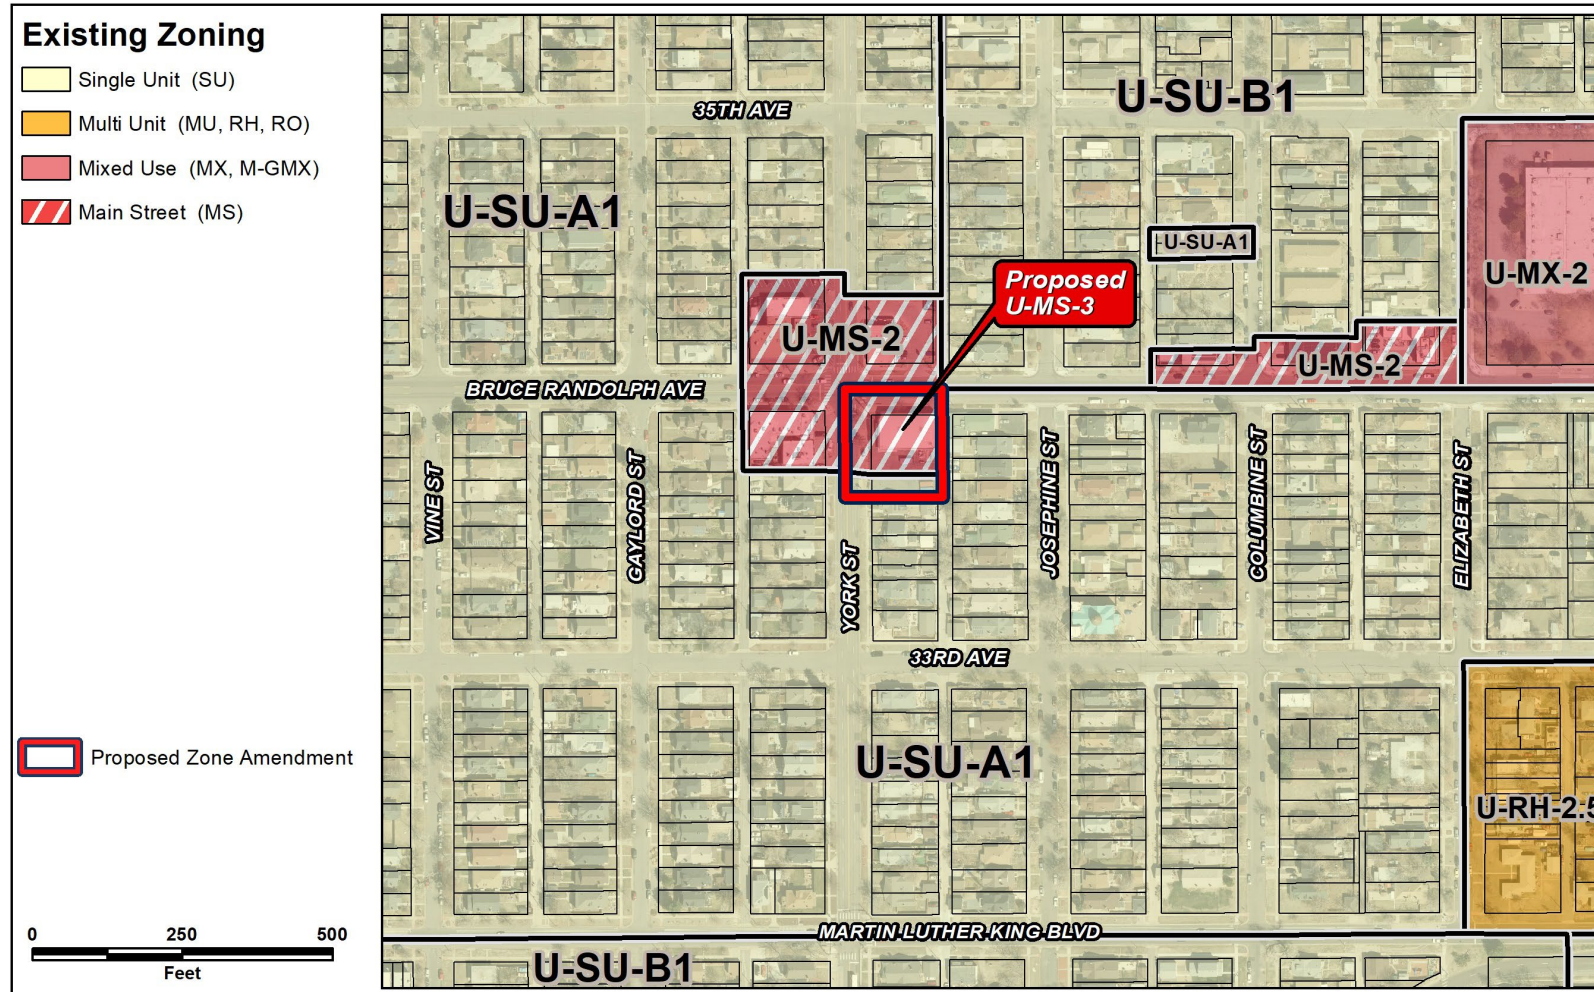 Existing Zoning
Single Unit (SU)
Multi Unit (MU, RH, RO)
Mixed Use (MX, M-GMX)
Main Street (MS)
Proposed Zone Amendment
0 250 500
Feet
35TH AVE
U-SU-B1
U-SU-A1
U-SU-A1
U-MX-2
Proposed
U-MS-3
U-MS-2
U-MS-2
BRUCE RANDOLPH AVE
VINE ST
GAYLORD ST
YORK ST
JOSEPHINE ST
COLUMBINE ST
ELIZABETH ST
33RD AVE
U-SU-A1
U-RH-2.5
MARTIN LUTHER KING BLVD
U-SU-B1